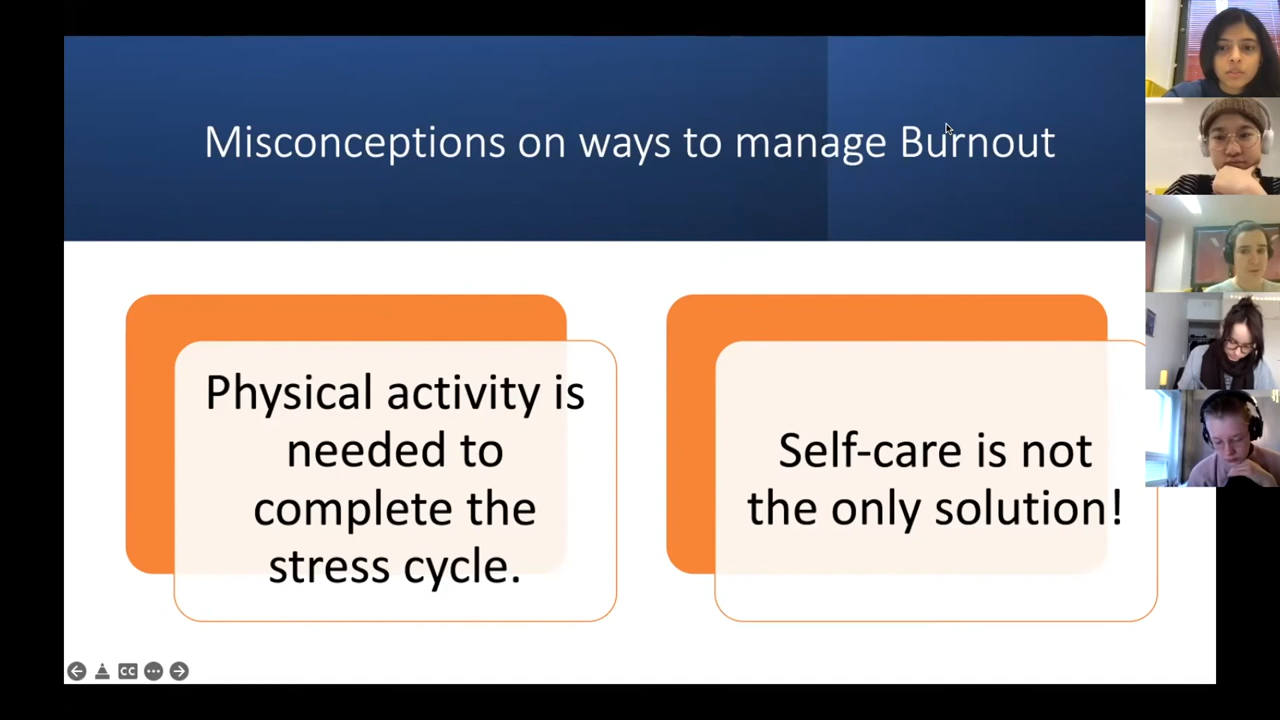 Misconceptions on ways to manage Burnout
Physical activity is
needed to
complete the
stress cycle.
Self-care is not
the only solution!
CC